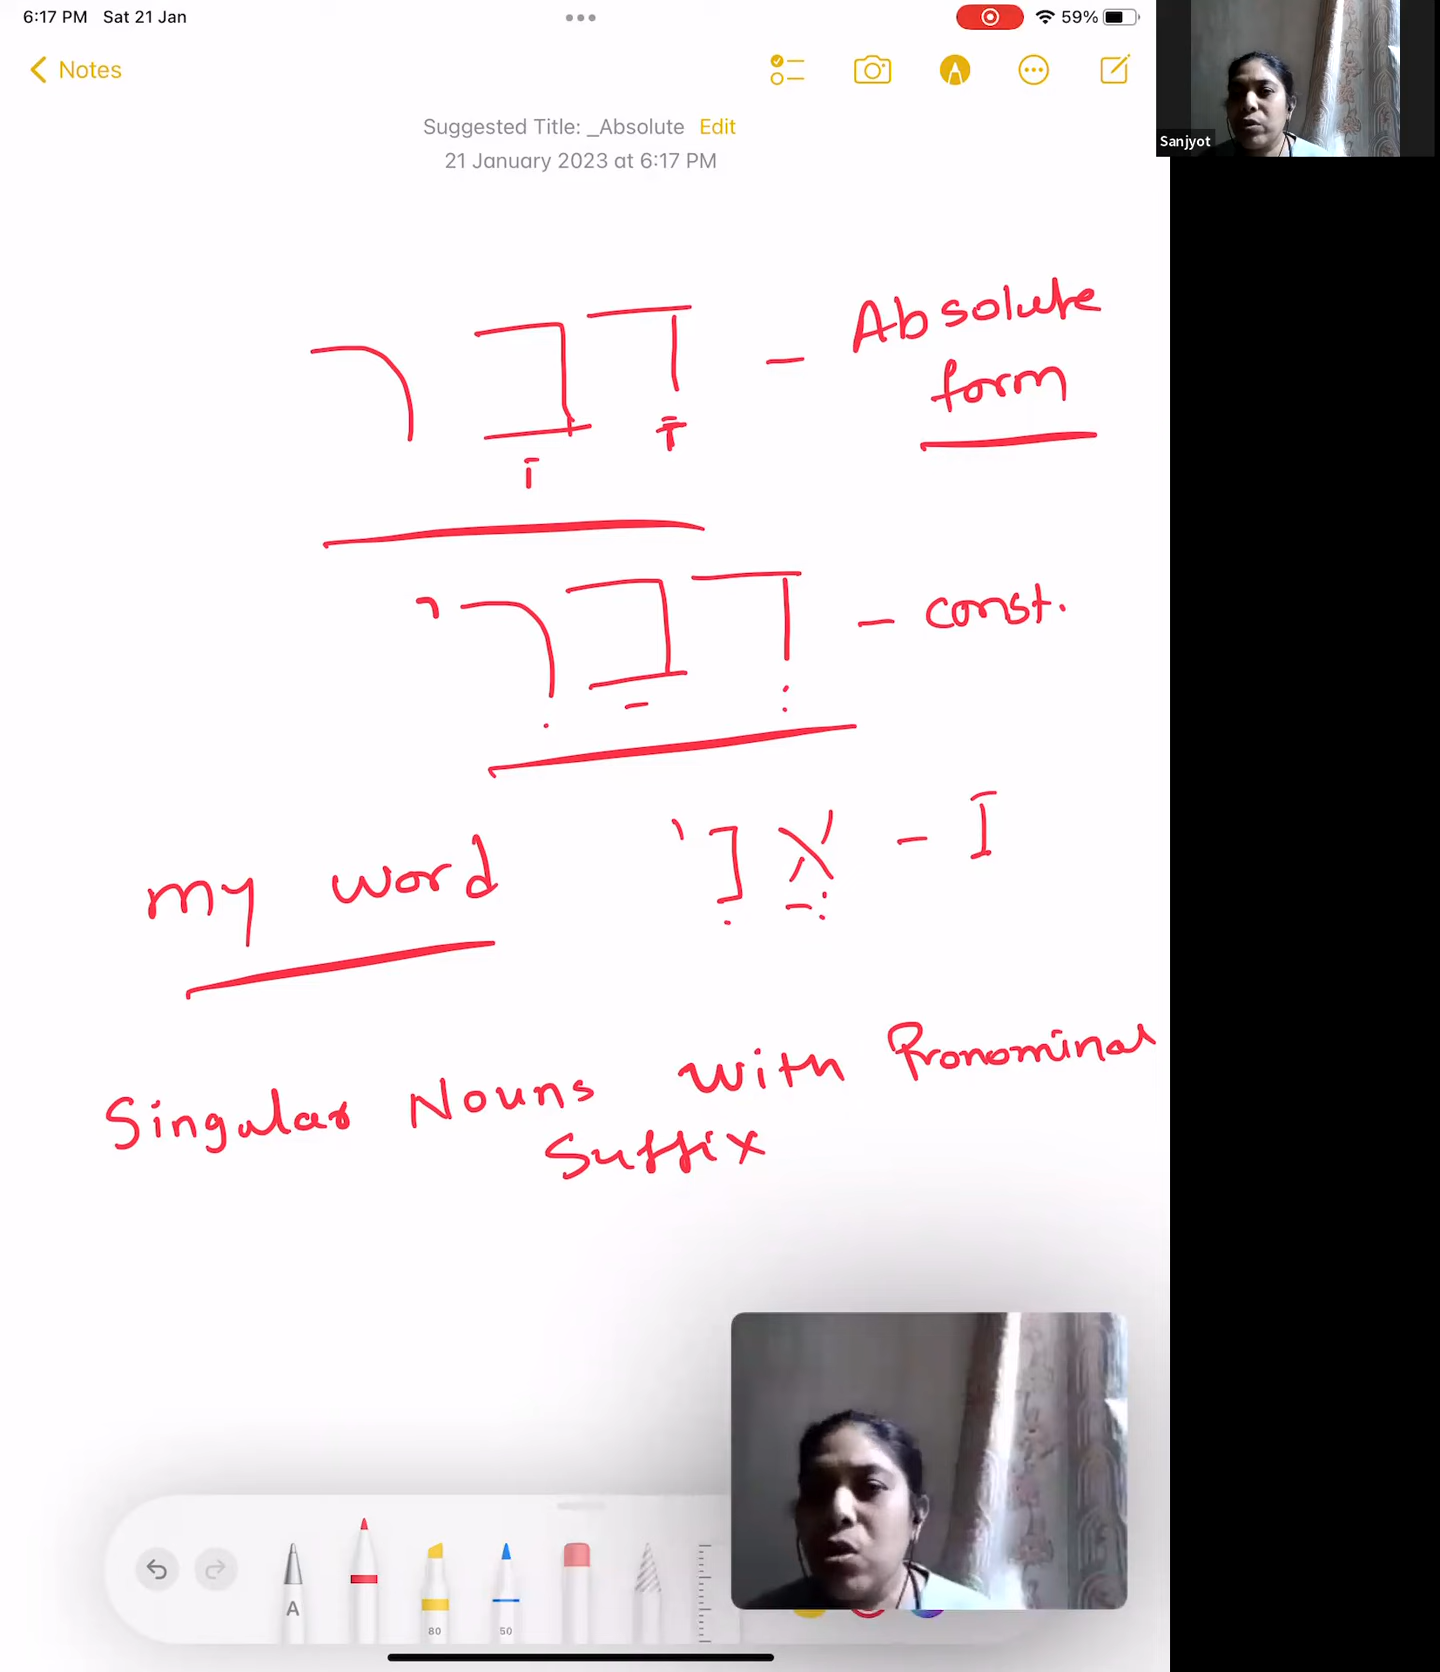 6:17 PM Sat 21 Jan
59%
Notes
Suggested Title: _Absolute Edit
21 January 2023 at 6:17 PM
Sanjyot
דָּבָר - Absolute
form
דְבַרִי - const.
my word אֲנִי - I
Singular Nouns with Pronominal
Suffix
A
80
50